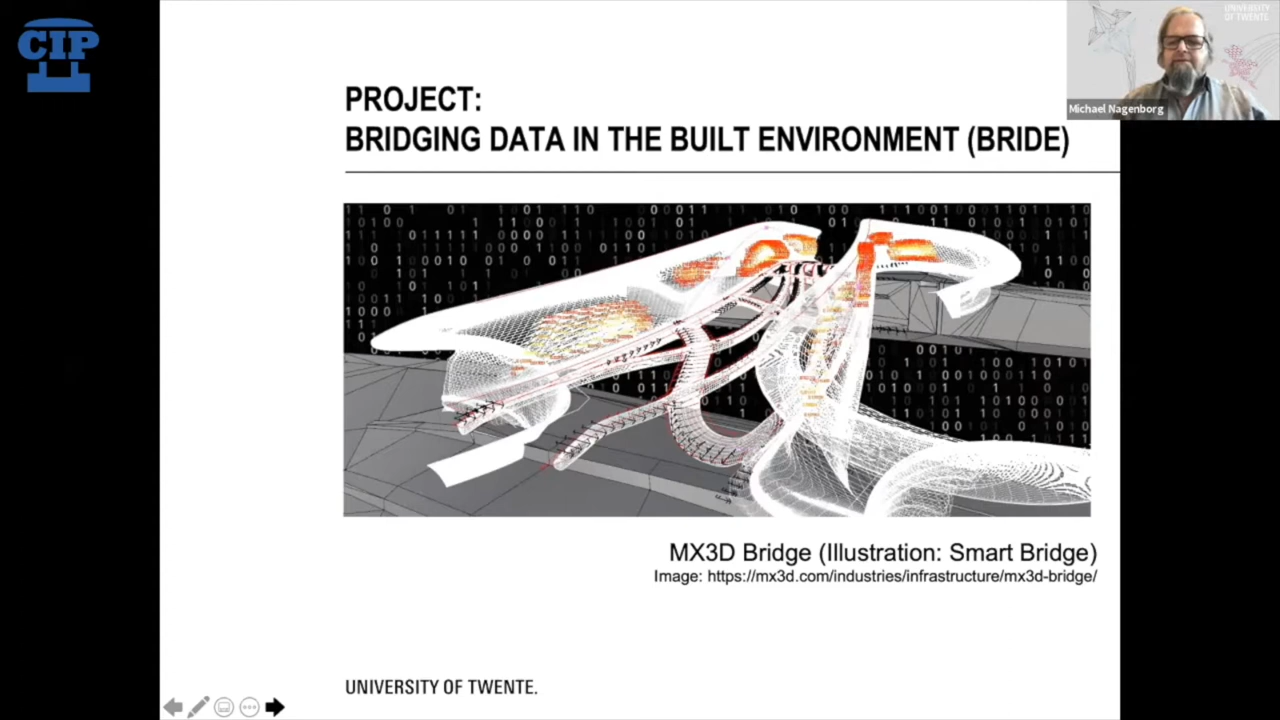 CIP
UNIVERSITY
OF TWENTE
Michael Nagenborg
PROJECT:
BRIDGING DATA IN THE BUILT ENVIRONMENT (BRIDE)
MX3D Bridge (Illustration: Smart Bridge)
Image: https://mx3d.com/industries/infrastructure/mx3d-bridge/
UNIVERSITY OF TWENTE.